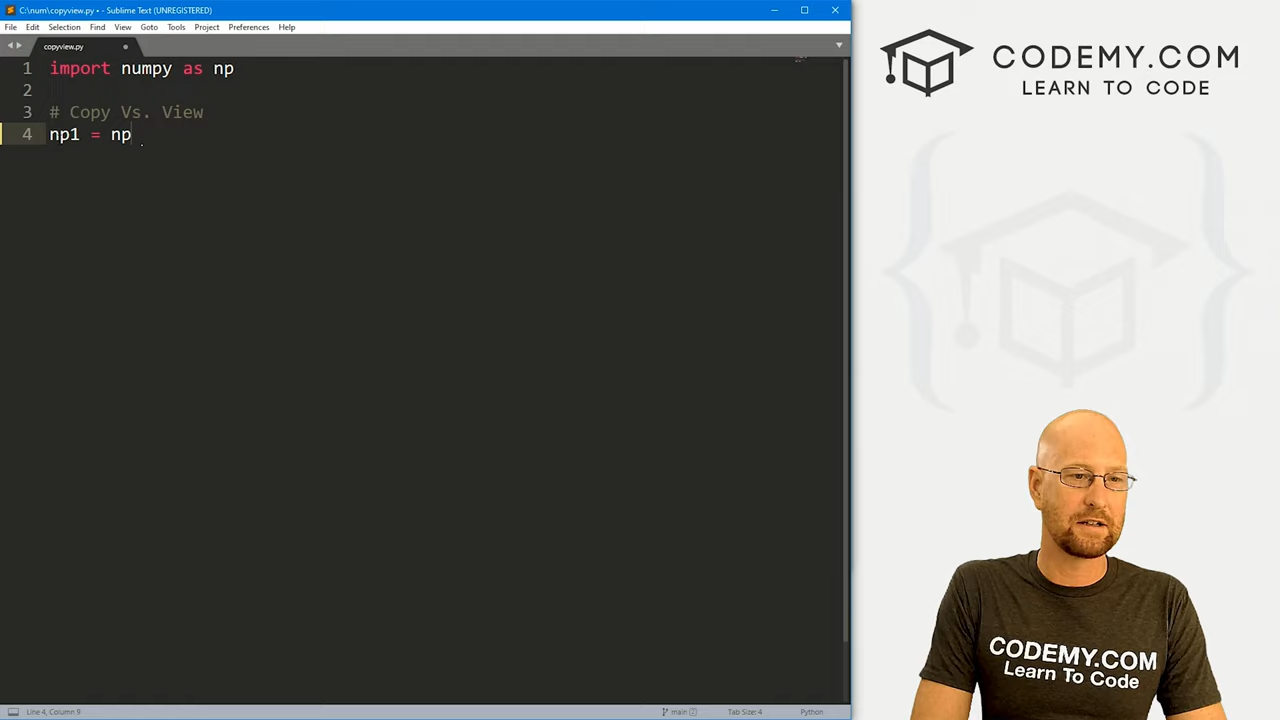 C:\num\copyview.py • - Sublime Text (UNREGISTERED)
File Edit Selection Find View Goto Tools Project Preferences Help
copyview.py
1 import numpy as np
2
3 # Copy Vs. View
4 np1 = np
Line 4, Column 9
main (2)
Tab Size: 4
Python
CODEMY.COM
LEARN TO CODE
CODEMY.COM
Learn To Code